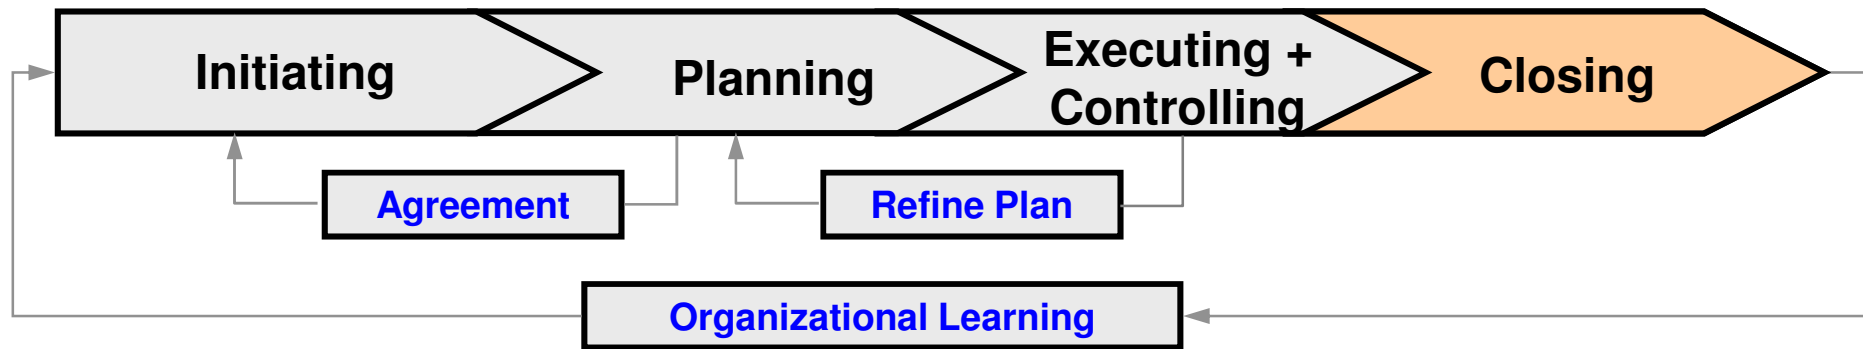 Initiating
Planning
Executing +
Controlling
Closing
Agreement
Refine Plan
Organizational Learning